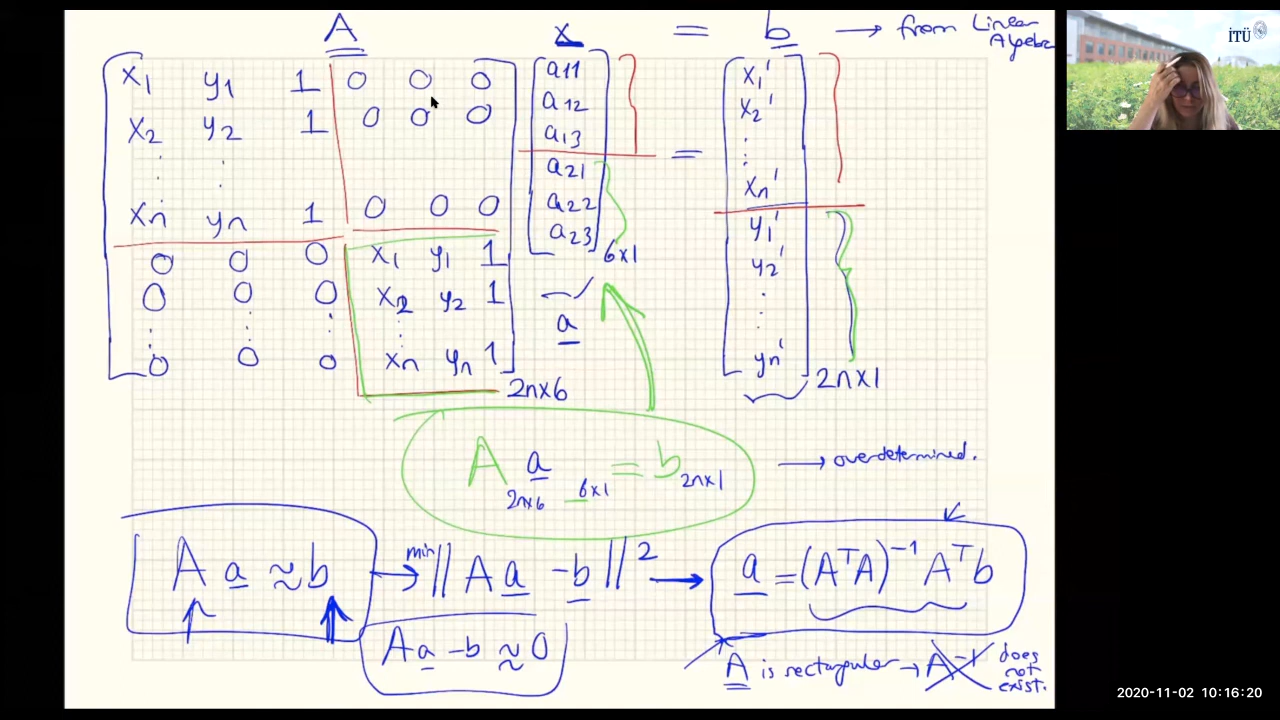 A x = b → from Linear Algebra
x1 y1 1 0 0 0 a11 x1'
x2 y2 1 0 0 0 a12 x2'
⋮ ⋮ a13 = ⋮
xn yn 1 0 0 0 a21 xn'
0 0 0 x1 y1 1 a22 y1'
0 0 0 x2 y2 1 a23 6x1 y2'
⋮ ⋮ ⋮ ⋮ a ⋮
0 0 0 xn yn 1 2nx6 yn' 2nx1
A a = b → overdetermined.
2nx6 6x1 2nx1
A a ≈ b → min || A a - b ||² → a = (AᵀA)⁻¹ Aᵀb
A a - b ≈ 0
A is rectangular → A⁻¹ does not exist.
İTÜ
2020-11-02 10:16:20